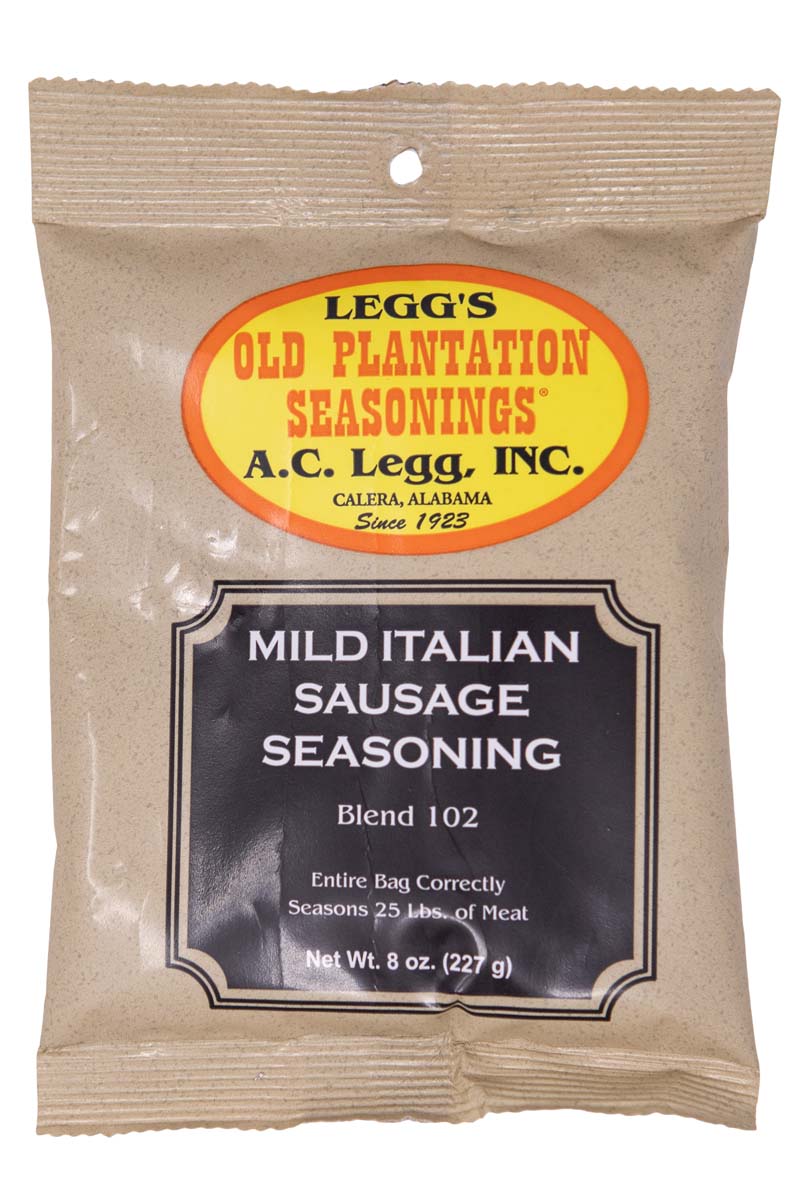 LEGG'S
OLD PLANTATION
SEASONINGS®
A.C. Legg, INC.
CALERA, ALABAMA
Since 1923
MILD ITALIAN
SAUSAGE
SEASONING
Blend 102
Entire Bag Correctly
Seasons 25 Lbs. of Meat
Net Wt. 8 oz. (227 g)